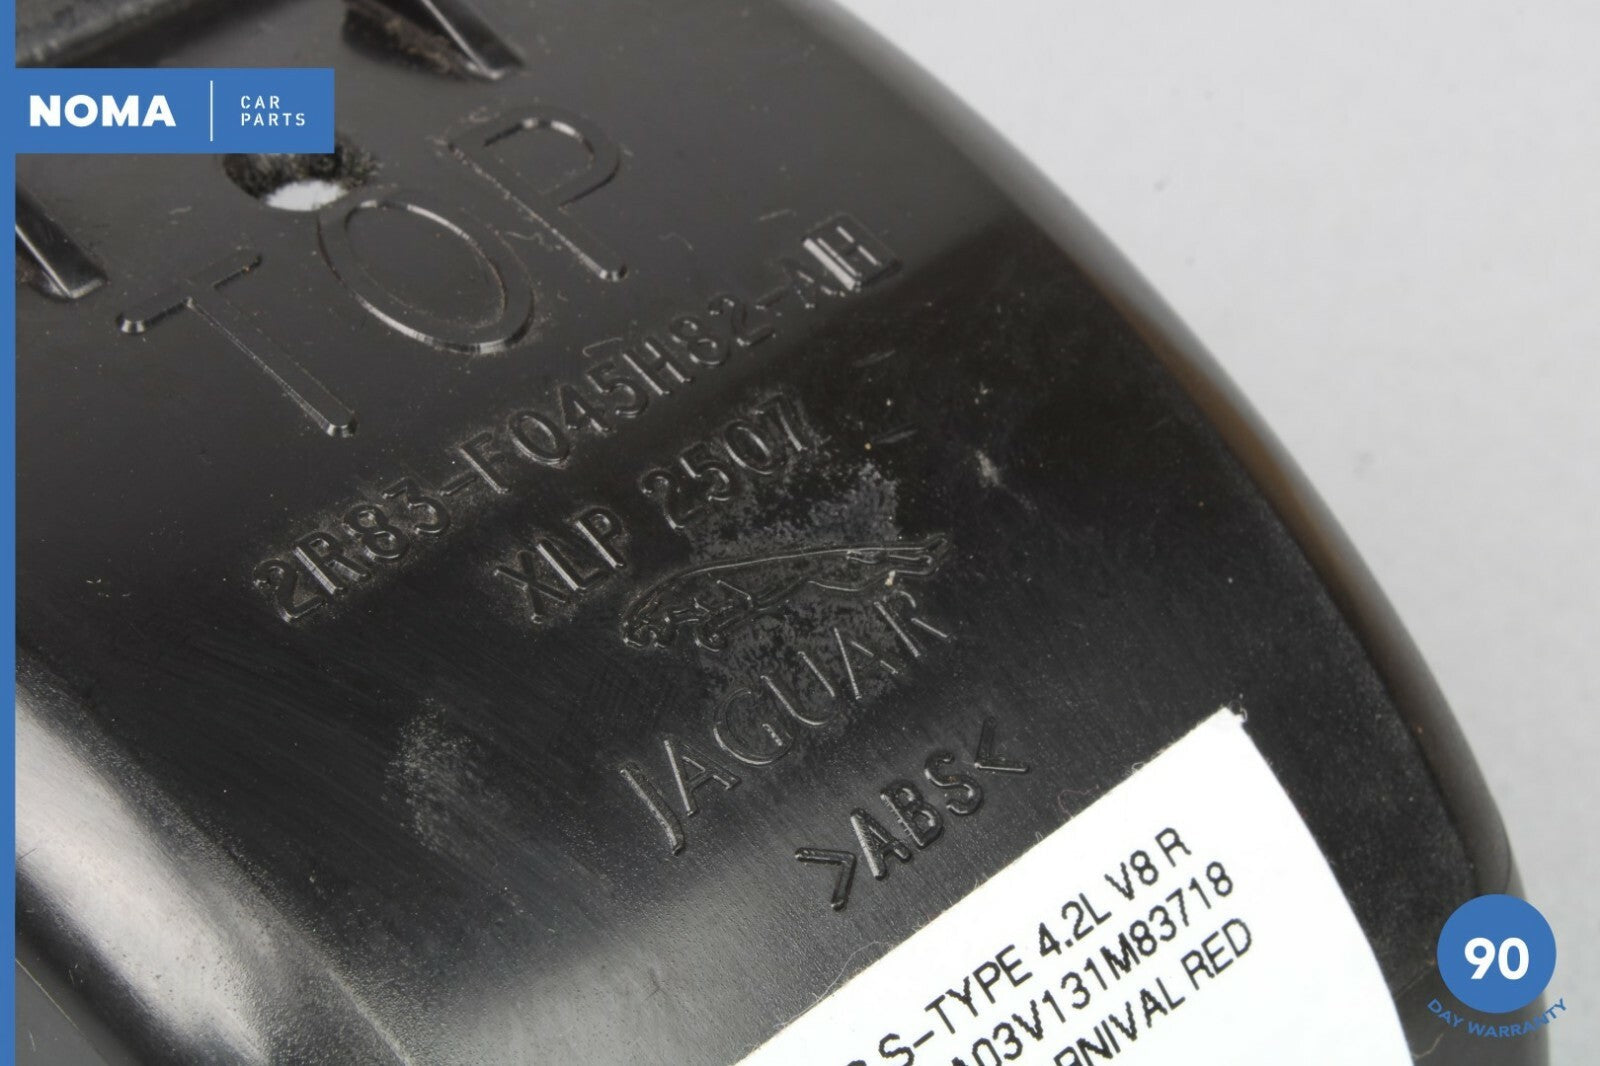 NOMA
CAR
PARTS
TOP
2R83-F045H82-AH
XLP 2507
JAGUAR
>ABS<
S-TYPE 4.2L V8 R
A03V131M83718
RNIVAL RED
90
DAY WARRANTY